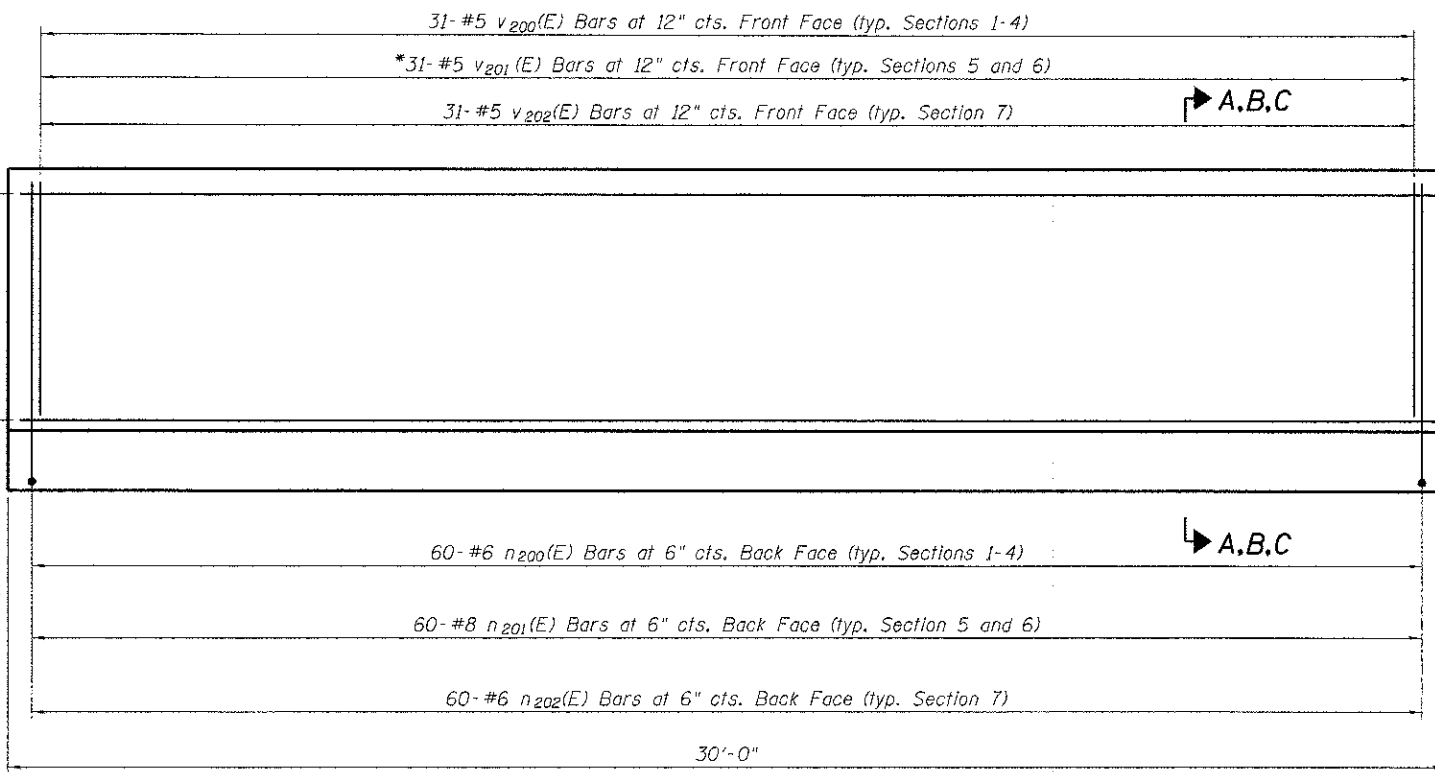 31- #5 v200(E) Bars at 12" cts. Front Face (typ. Sections 1-4)
*31- #5 v201 (E) Bars at 12" cts. Front Face (typ. Sections 5 and 6)
31- #5 v202(E) Bars at 12" cts. Front Face (typ. Section 7)
A,B,C
60- #6 n200(E) Bars at 6" cts. Back Face (typ. Sections 1-4)
A,B,C
60- #8 n201(E) Bars at 6" cts. Back Face (typ. Section 5 and 6)
60- #6 n202(E) Bars at 6" cts. Back Face (typ. Section 7)
30'-0"